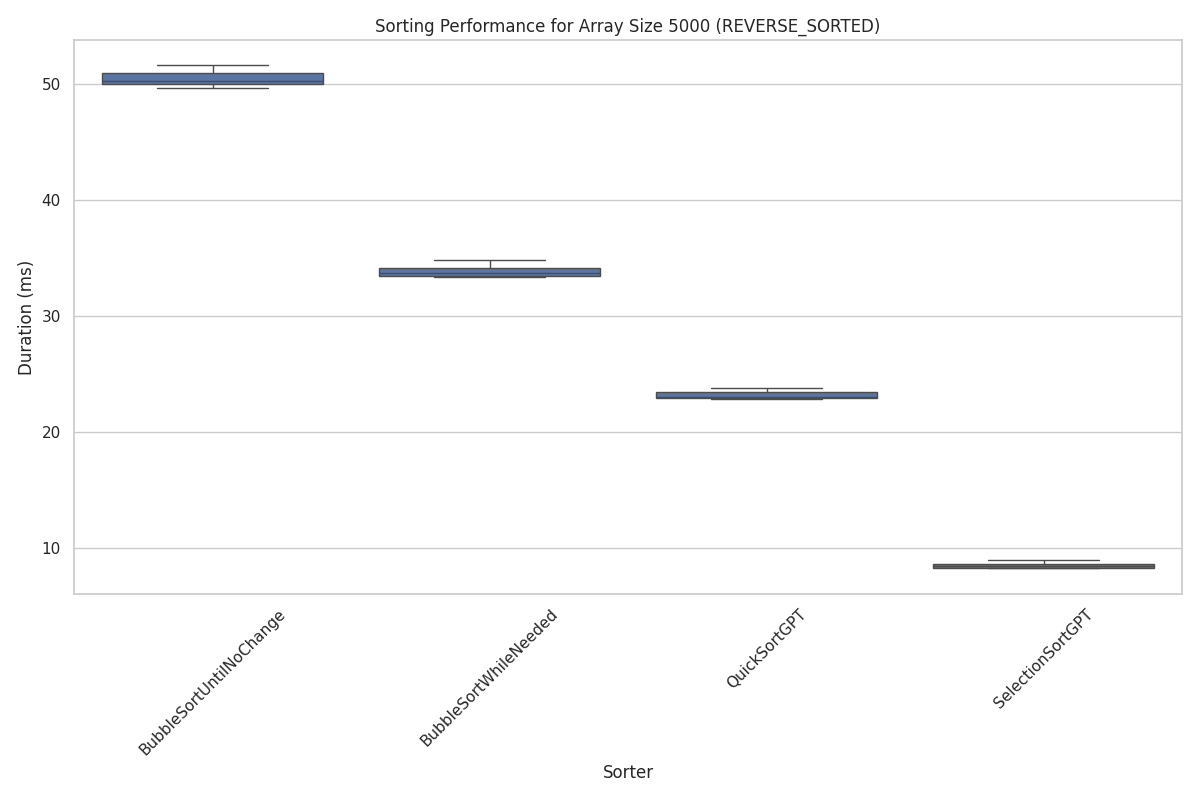 Sorting Performance for Array Size 5000 (REVERSE_SORTED)
Duration (ms)
50
40
30
20
10
BubbleSortUntilNoChange
BubbleSortWhileNeeded
QuickSortGPT
SelectionSortGPT
Sorter